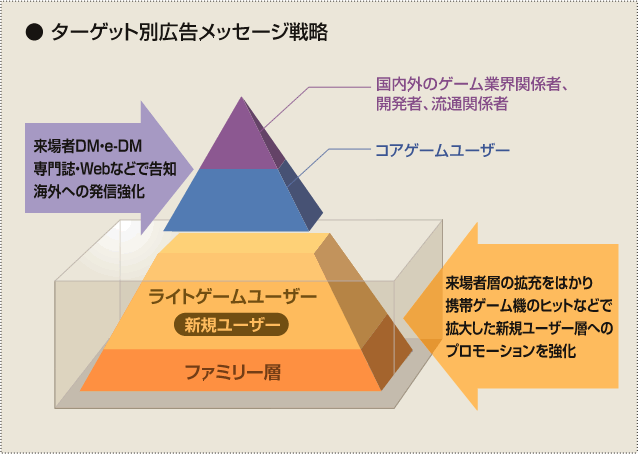 ● ターゲット別広告メッセージ戦略
国内外のゲーム業界関係者、
開発者、流通関係者
コアゲームユーザー
来場者DM・e-DM
専門誌・Webなどで告知
海外への発信強化
ライトゲームユーザー
新規ユーザー
ファミリー層
来場者層の拡充をはかり
携帯ゲーム機のヒットなどで
拡大した新規ユーザー層への
プロモーションを強化